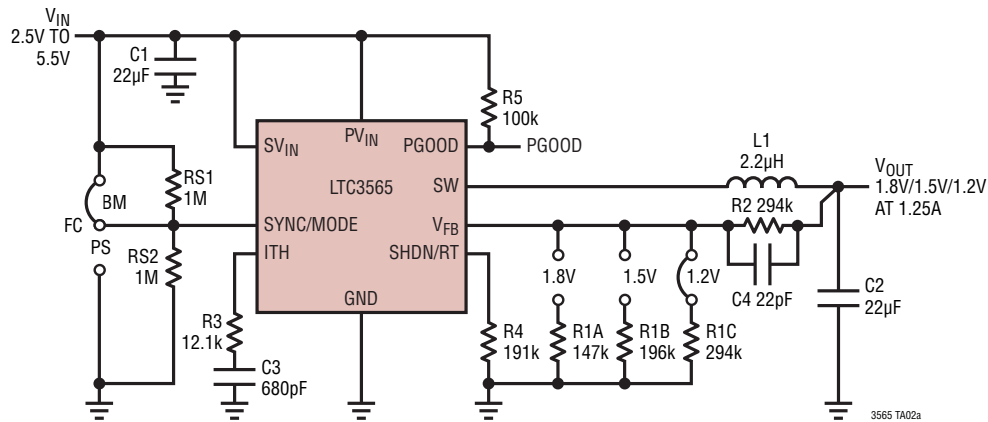 VIN
2.5V TO
5.5V
C1
22µF
R5
100k
SVIN
PVIN
PGOOD
PGOOD
LTC3565
L1
2.2µH
VOUT
1.8V/1.5V/1.2V
AT 1.25A
RS1
1M
BM
SW
R2 294k
FC
SYNC/MODE
VFB
PS
RS2
1M
ITH
SHDN/RT
1.8V
1.5V
1.2V
C4 22pF
C2
22µF
GND
R3
12.1k
R4
191k
R1A
147k
R1B
196k
R1C
294k
C3
680pF
3565 TA02a